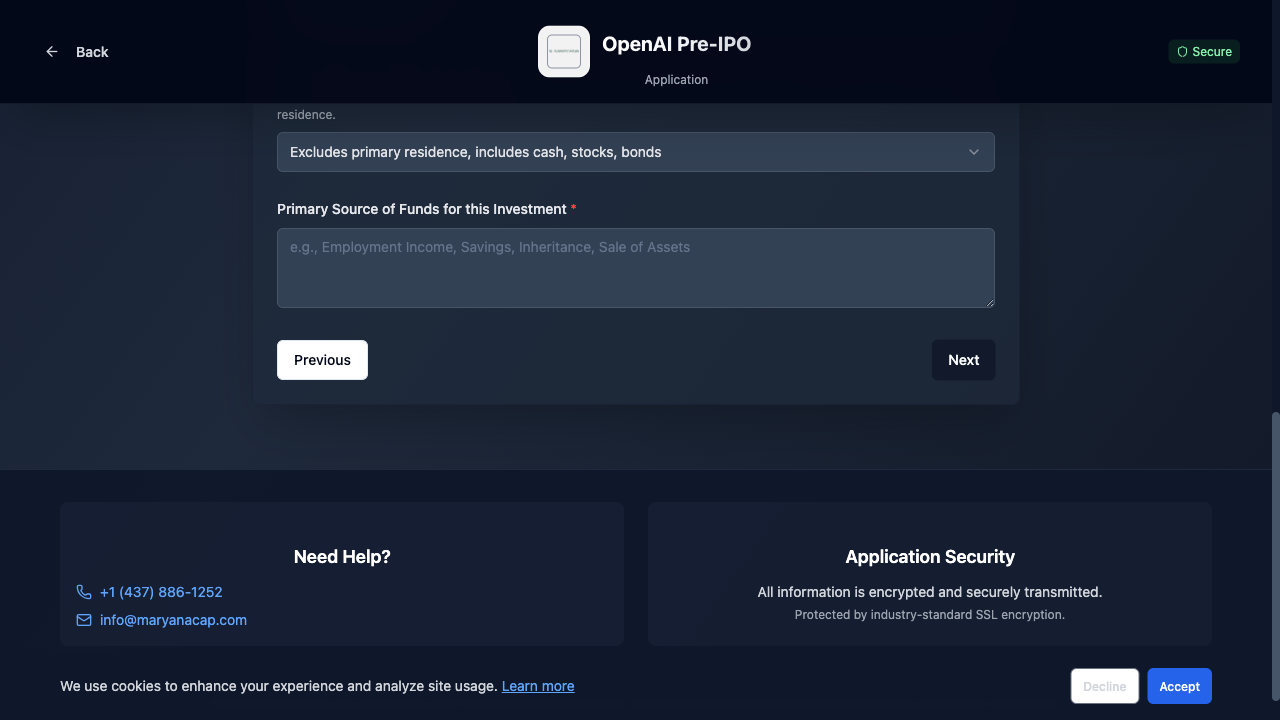 Back
OpenAI Pre-IPO
Application
Secure
residence.
Excludes primary residence, includes cash, stocks, bonds
Primary Source of Funds for this Investment *
e.g., Employment Income, Savings, Inheritance, Sale of Assets
Previous
Next
Need Help?
+1 (437) 886-1252
info@maryanacap.com
Application Security
All information is encrypted and securely transmitted.
Protected by industry-standard SSL encryption.
We use cookies to enhance your experience and analyze site usage. Learn more
Decline
Accept